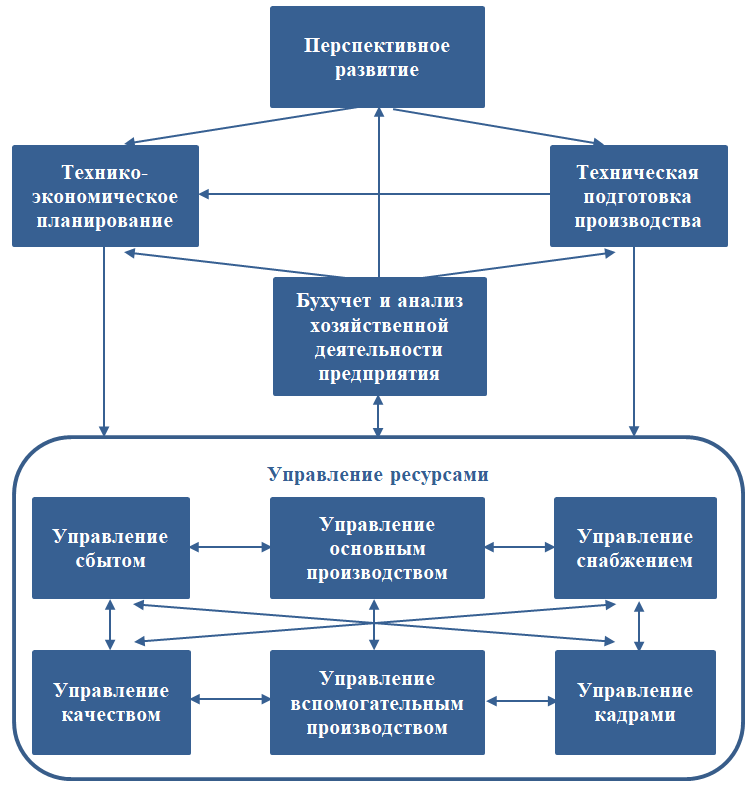 Перспективное
развитие
Технико-
экономическое
планирование
Техническая
подготовка
производства
Бухучет и анализ
хозяйственной
деятельности
предприятия
Управление ресурсами
Управление
сбытом
Управление
основным
производством
Управление
снабжением
Управление
качеством
Управление
вспомогательным
производством
Управление
кадрами